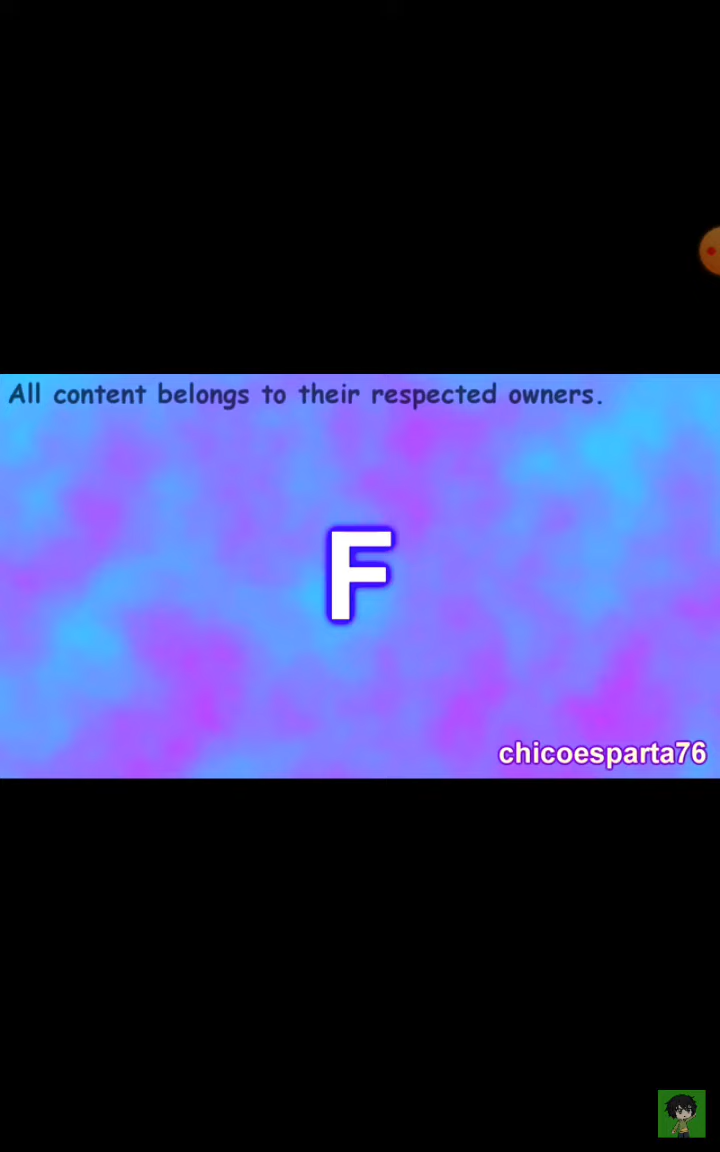 All content belongs to their respected owners.
F
chicoesparta76